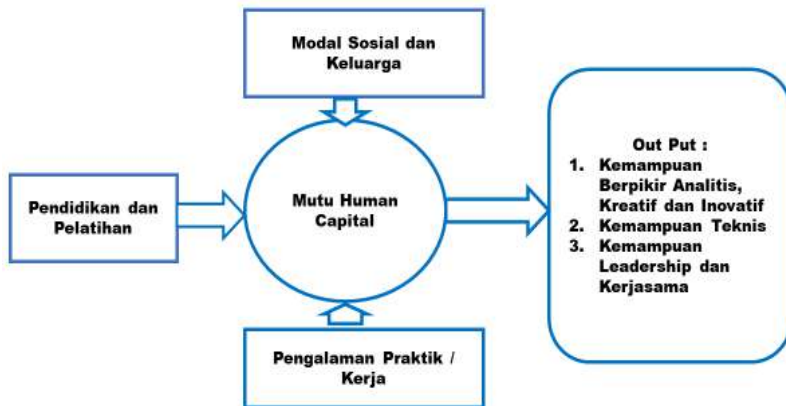 Modal Sosial dan
Keluarga
Pendidikan dan
Pelatihan
Mutu Human
Capital
Out Put :
1. Kemampuan
Berpikir Analitis,
Kreatif dan Inovatif
2. Kemampuan Teknis
3. Kemampuan
Leadership dan
Kerjasama
Pengalaman Praktik /
Kerja